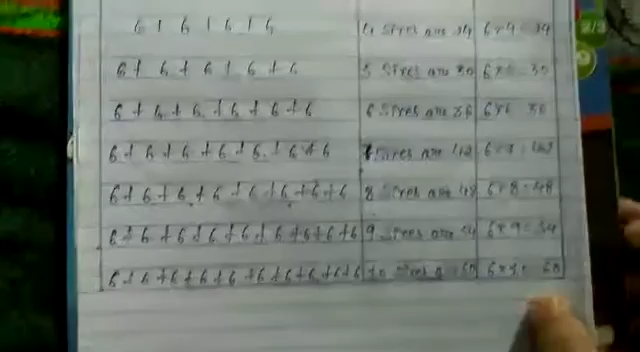 6 + 6 + 6 + 6 4 Sixes are 24 6×4=24
6+ 6 + 6 + 6 + 6 5 Sixes are 30 6×5=30
6 + 6 + 6 + 6 + 6 + 6 6 Sixes are 36 6×6 36
6+6+6+6+6+6+6 Sixes are 42 6×7=42
6+6+6+6+6+6+6+6 8 Sixes are 48 6×8=48
6+6+6+6+6+6+6+6+6 9 Sixes are 54 6×9=54
6+6+6+6+6+6+6+6+6+6 10 Sixes 60 6×10= 60